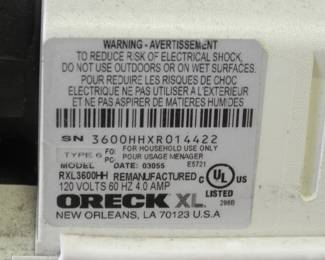 WARNING - AVERTISSEMENT
TO REDUCE RISK OF ELECTRICAL SHOCK,
DO NOT USE OUTDOORS OR ON WET SURFACES.
POUR REDUIRE LES RISQUES DE CHOC
ELECTRIQUE NE PAS UTILISER A L'EXTERIEUR
ET NE PAS ASPIRER DE MATIERES HUMIDES
SN 3600HHXR014422
TYPE 6 FOR HOUSEHOLD USE ONLY
POUR USAGE MENAGER
MODEL DATE: 03055 E5721
RXL3600HH REMANUFACTURED
120 VOLTS 60 HZ 4.0 AMP
C UL US
LISTED
298B
ORECK XL
NEW ORLEANS, LA 70123 U.S.A